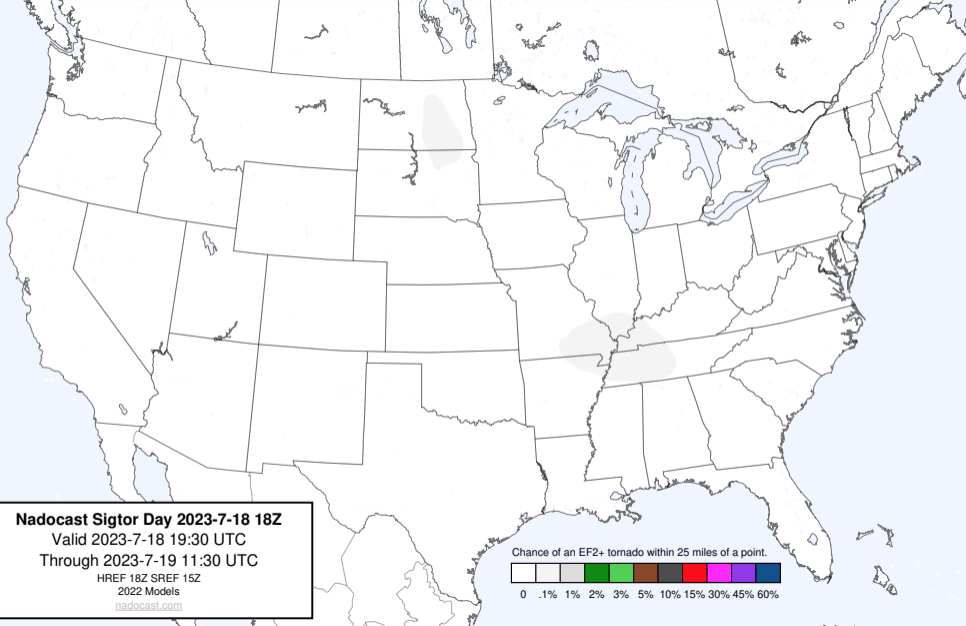 Nadocast Sigtor Day 2023-7-18 18Z
Valid 2023-7-18 19:30 UTC
Through 2023-7-19 11:30 UTC
HREF 18Z SREF 15Z
2022 Models
nadocast.com
Chance of an EF2+ tornado within 25 miles of a point.
0 .1% 1% 2% 3% 5% 10% 15% 30% 45% 60%